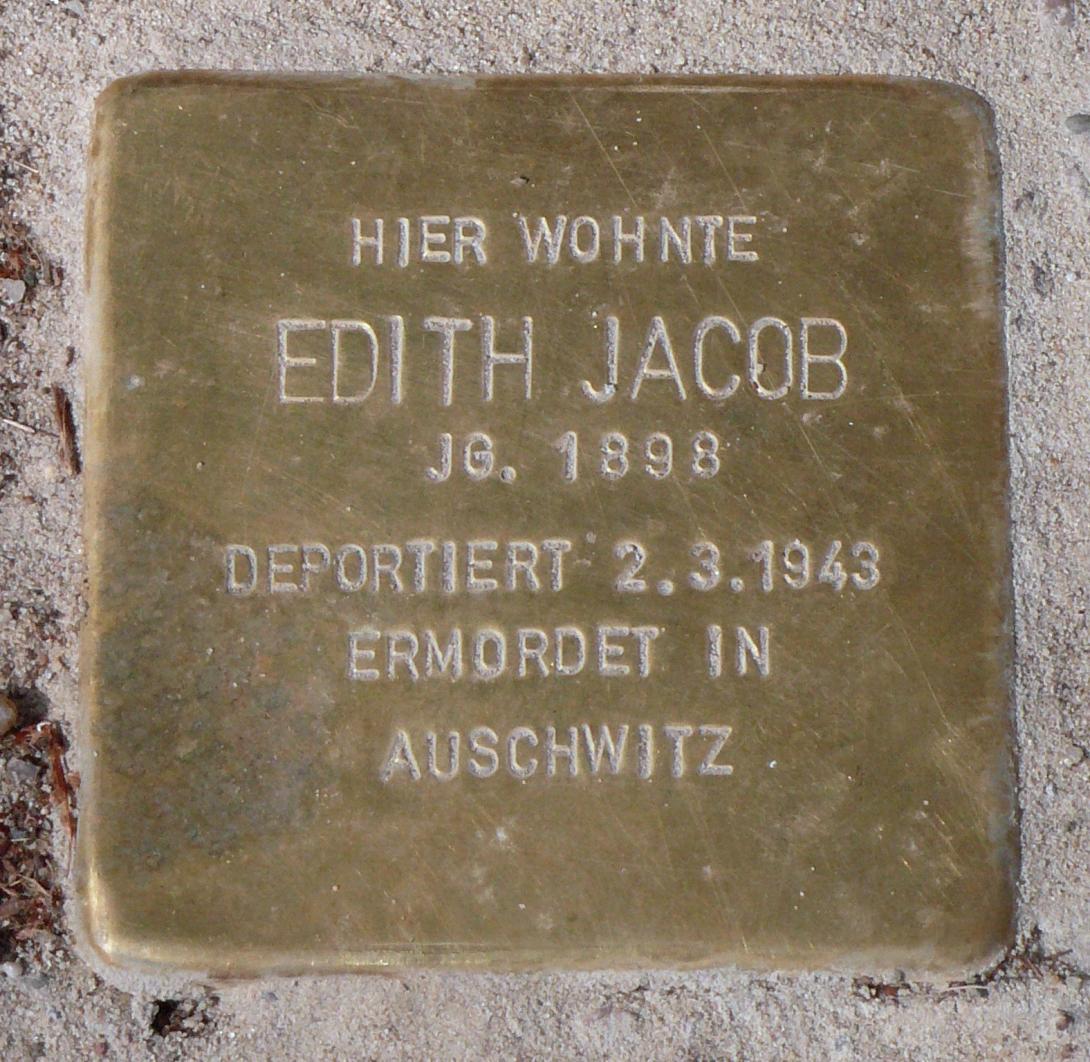 HIER WOHNTE
EDITH JACOB
JG. 1898
DEPORTIERT 2.3.1943
ERMORDET IN
AUSCHWITZ